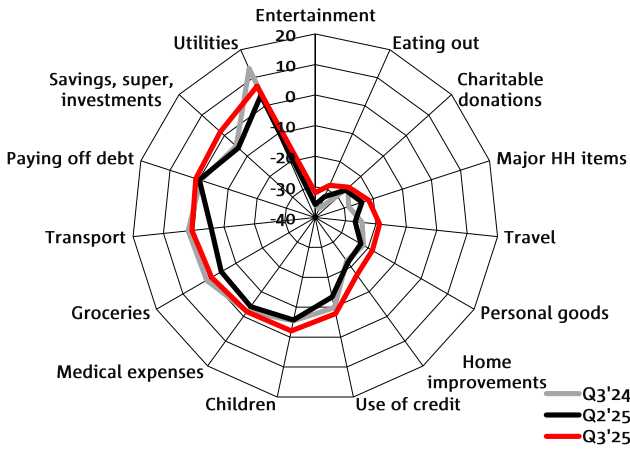 Entertainment
20
Utilities
Eating out
10
Savings, super,
investments
Charitable
donations
0
-10
Paying off debt
Major HH items
-20
-30
-40
Transport
Travel
Groceries
Personal goods
Medical expenses
Home
improvements
Children
Use of credit
Q3'24
Q2'25
Q3'25